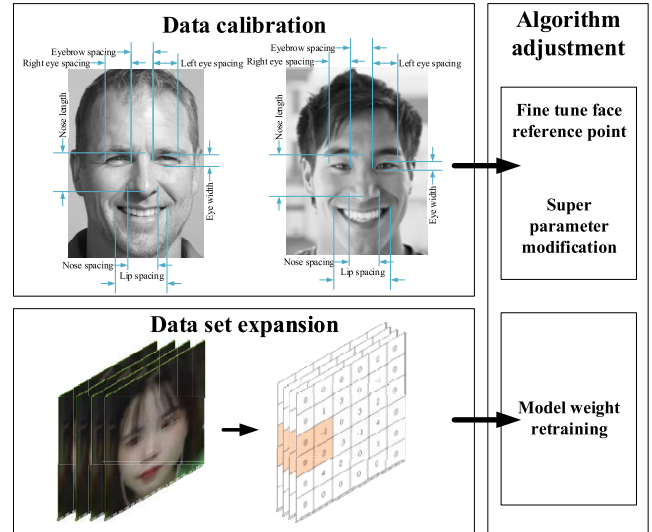 Data calibration
Eyebrow spacing
Right eye spacing
Left eye spacing
Nose length
Eye width
Nose spacing
Lip spacing
Eyebrow spacing
Right eye spacing
Left eye spacing
Nose length
Eye width
Nose spacing
Lip spacing
Algorithm
adjustment
Fine tune face
reference point
Super
parameter
modification
Data set expansion
Model weight
retraining